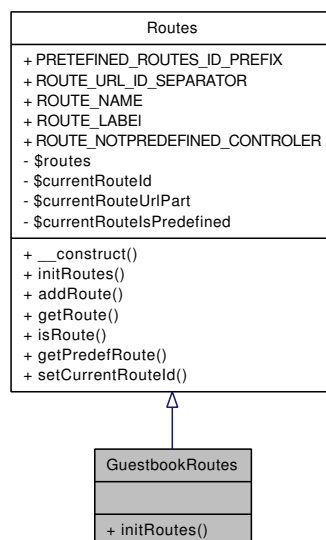 Routes
+ PRETEFINED_ROUTES_ID_PREFIX
+ ROUTE_URL_ID_SEPARATOR
+ ROUTE_NAME
+ ROUTE_LABEl
+ ROUTE_NOTPREDEFINED_CONTROLER
- $routes
- $currentRouteId
- $currentRouteUrlPart
- $currentRouteIsPredefined
+ __construct()
+ initRoutes()
+ addRoute()
+ getRoute()
+ isRoute()
+ getPredefRoute()
+ setCurrentRouteId()
GuestbookRoutes
+ initRoutes()